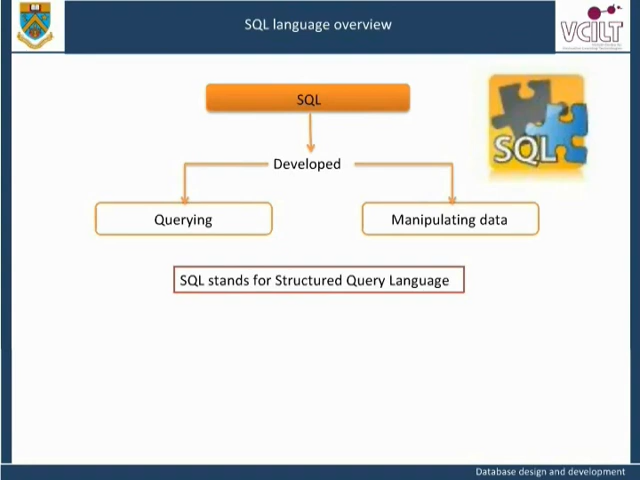 SQL language overview
VCILT
SQL
SQL
Developed
Querying
Manipulating data
SQL stands for Structured Query Language
Database design and development